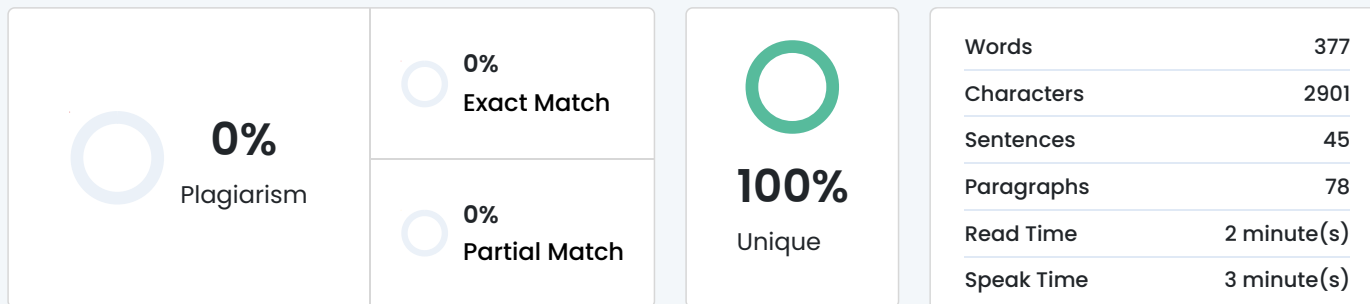 0%
Plagiarism
0%
Exact Match
0%
Partial Match
100%
Unique
Words 377
Characters 2901
Sentences 45
Paragraphs 78
Read Time 2 minute(s)
Speak Time 3 minute(s)